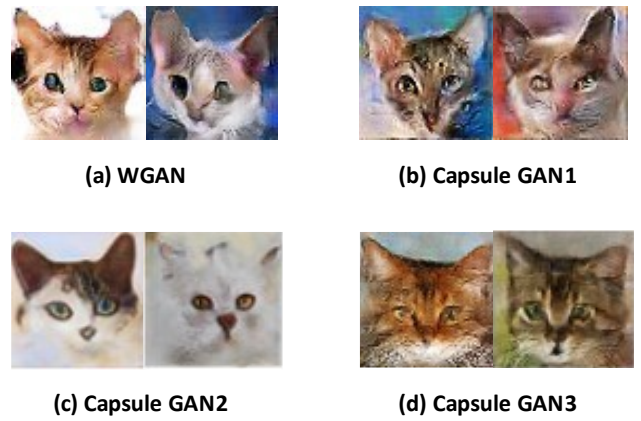 (a) WGAN
(b) Capsule GAN1
(c) Capsule GAN2
(d) Capsule GAN3